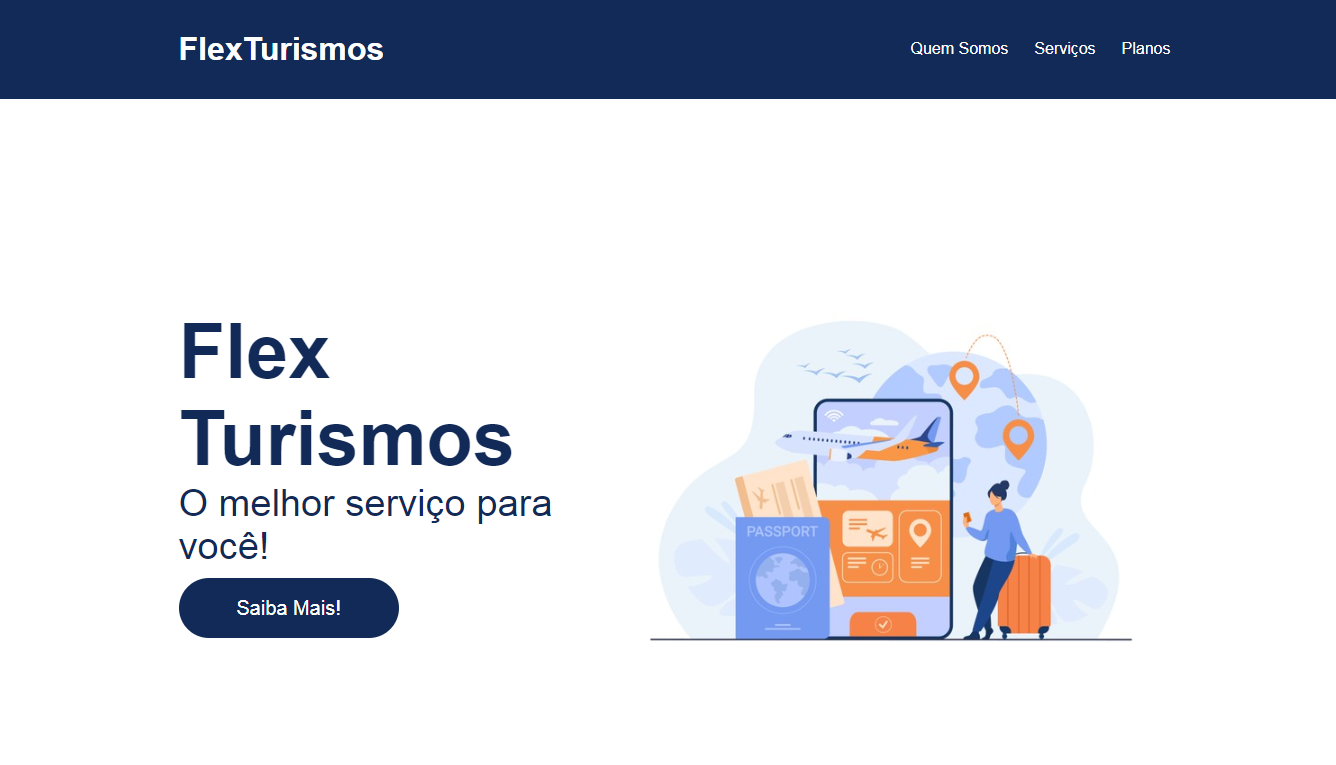 FlexTurismos
Quem Somos Serviços Planos
Flex
Turismos
O melhor serviço para
você!
Saiba Mais!
PASSPORT